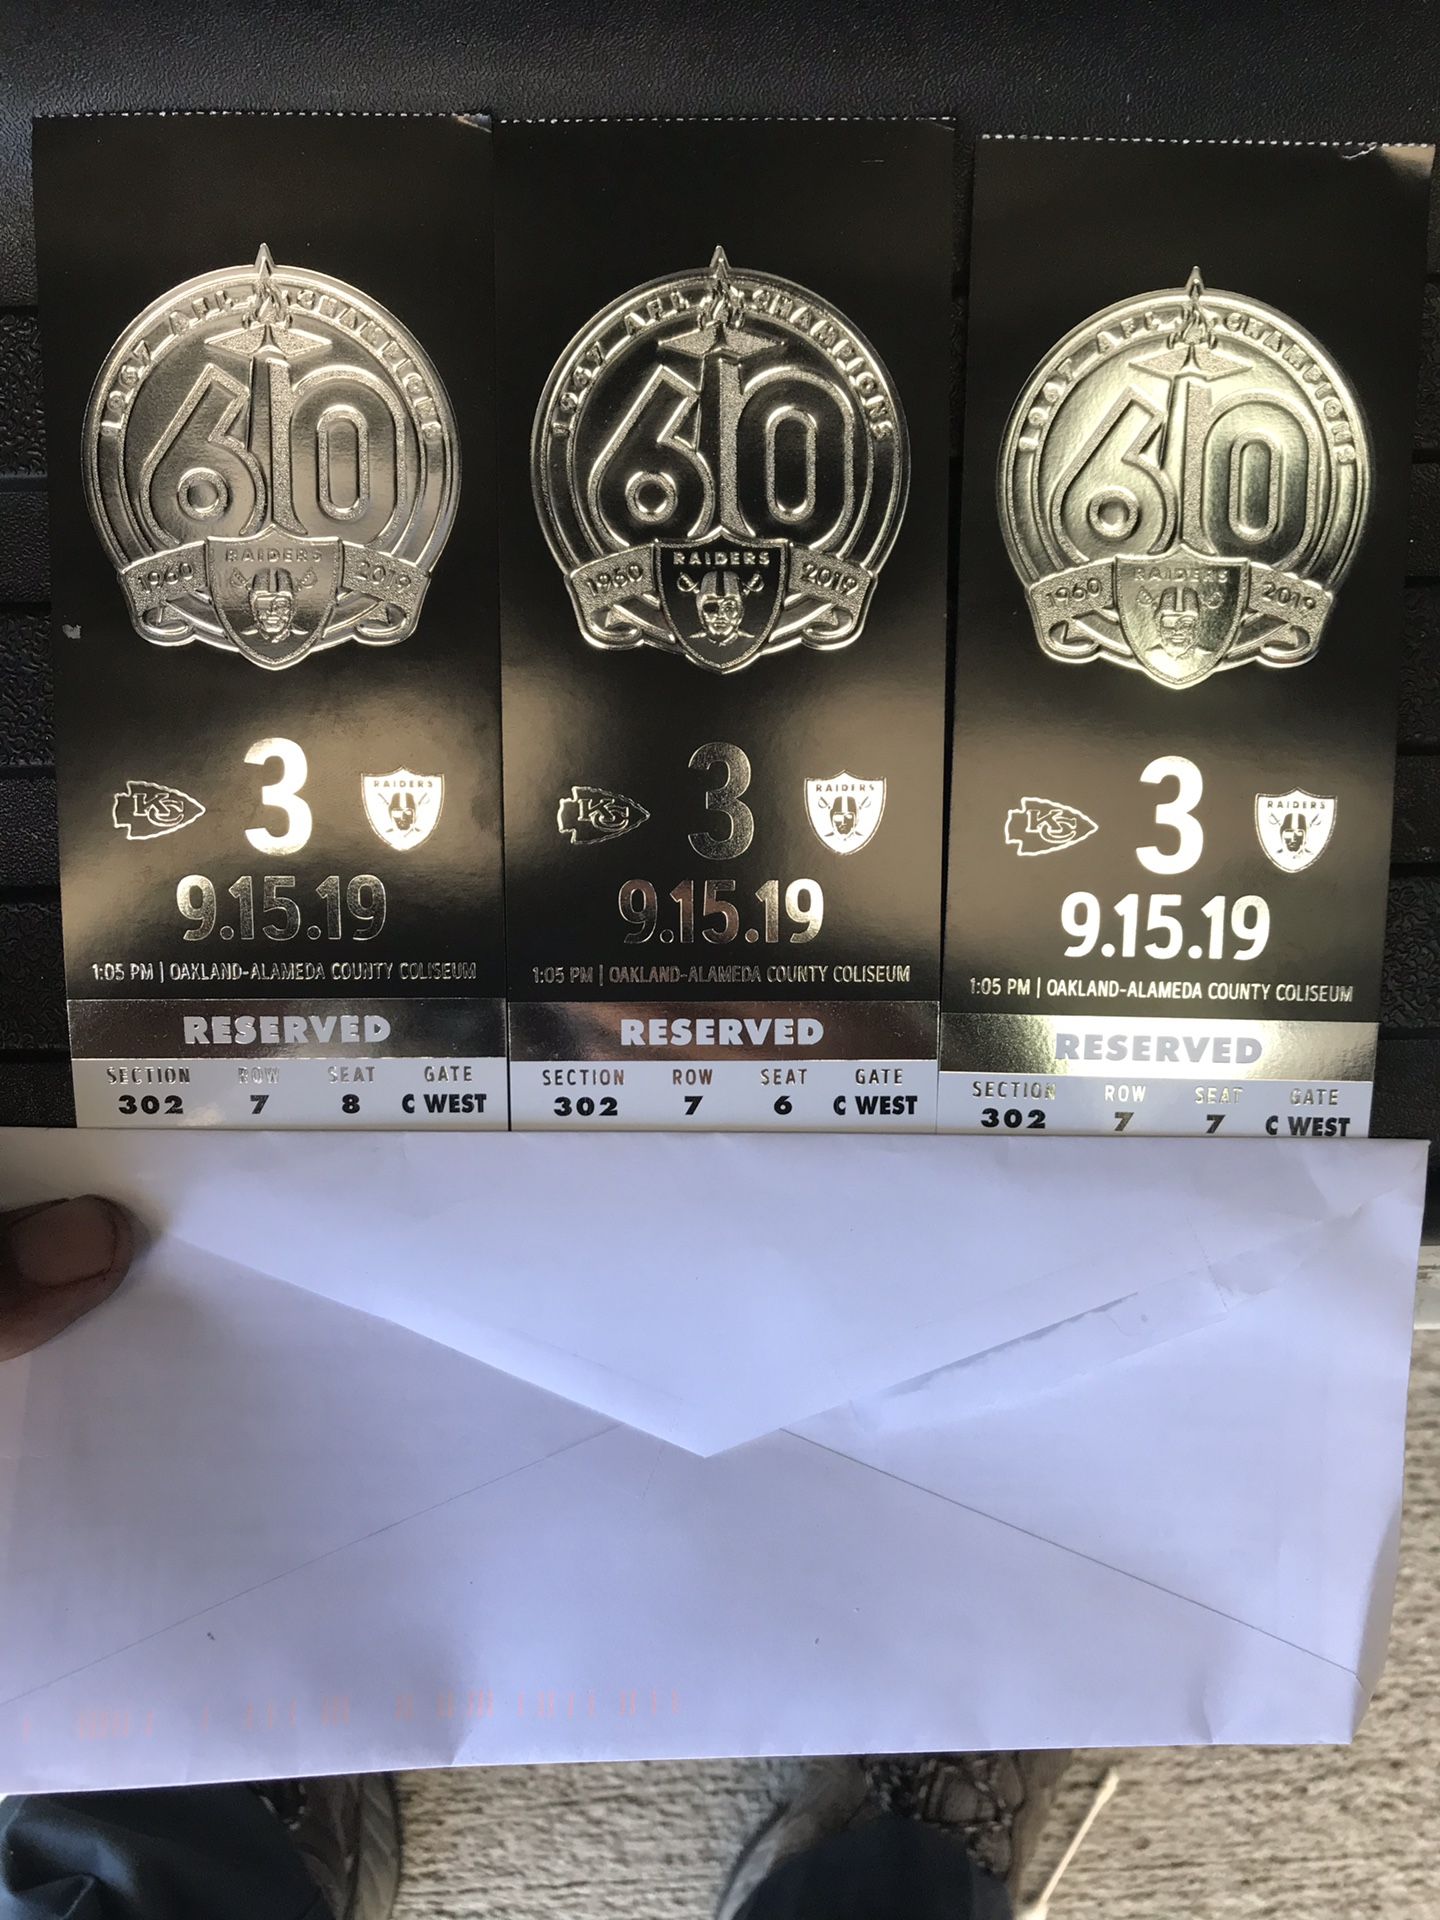 1967 AFL CHAMPIONS
60
RAIDERS
1960 2019
KC 3 RAIDERS
9.15.19
1:05 PM | OAKLAND-ALAMEDA COUNTY COLISEUM
RESERVED
SECTION ROW SEAT GATE
302 7 8 C WEST
1967 AFL CHAMPIONS
60
RAIDERS
1960 2019
KC 3 RAIDERS
9.15.19
1:05 PM | OAKLAND-ALAMEDA COUNTY COLISEUM
RESERVED
SECTION ROW SEAT GATE
302 7 6 C WEST
1967 AFL CHAMPIONS
60
RAIDERS
1960 2019
KC 3 RAIDERS
9.15.19
1:05 PM | OAKLAND-ALAMEDA COUNTY COLISEUM
RESERVED
SECTION ROW SEAT GATE
302 7 7 C WEST